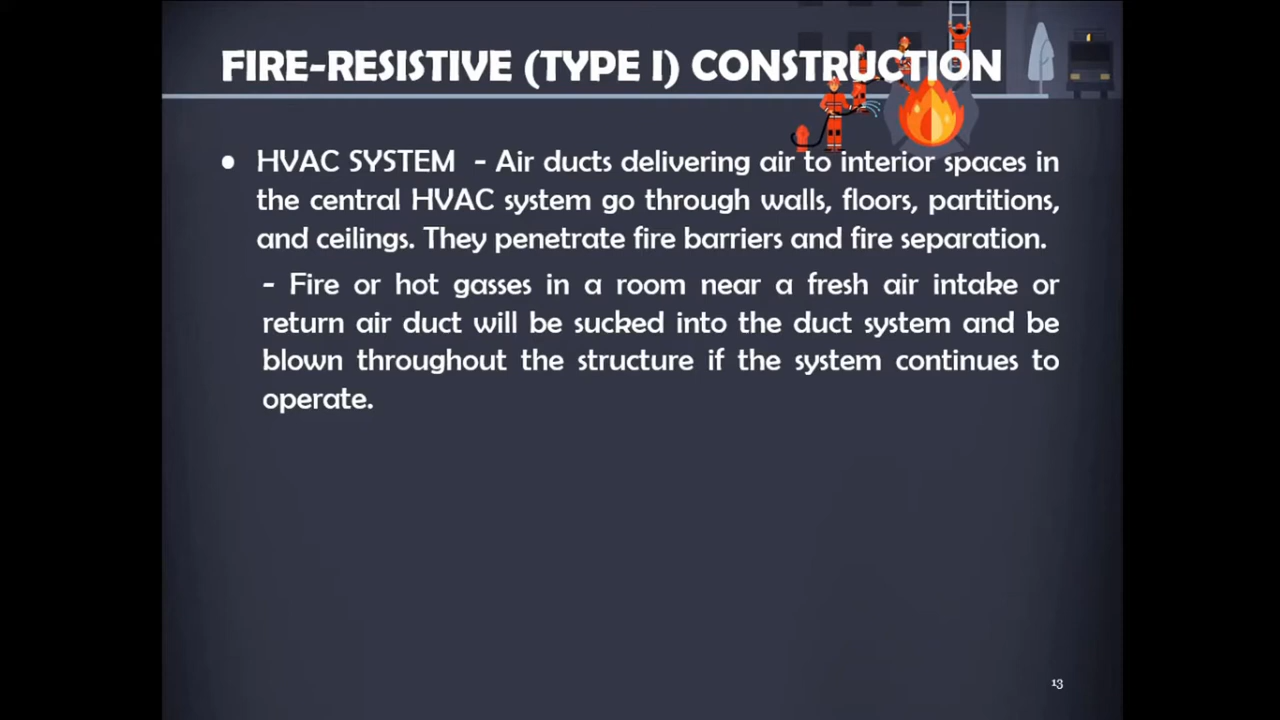 FIRE-RESISTIVE (TYPE I) CONSTRUCTION
• HVAC SYSTEM - Air ducts delivering air to interior spaces in
the central HVAC system go through walls, floors, partitions,
and ceilings. They penetrate fire barriers and fire separation.
- Fire or hot gasses in a room near a fresh air intake or
return air duct will be sucked into the duct system and be
blown throughout the structure if the system continues to
operate.
13